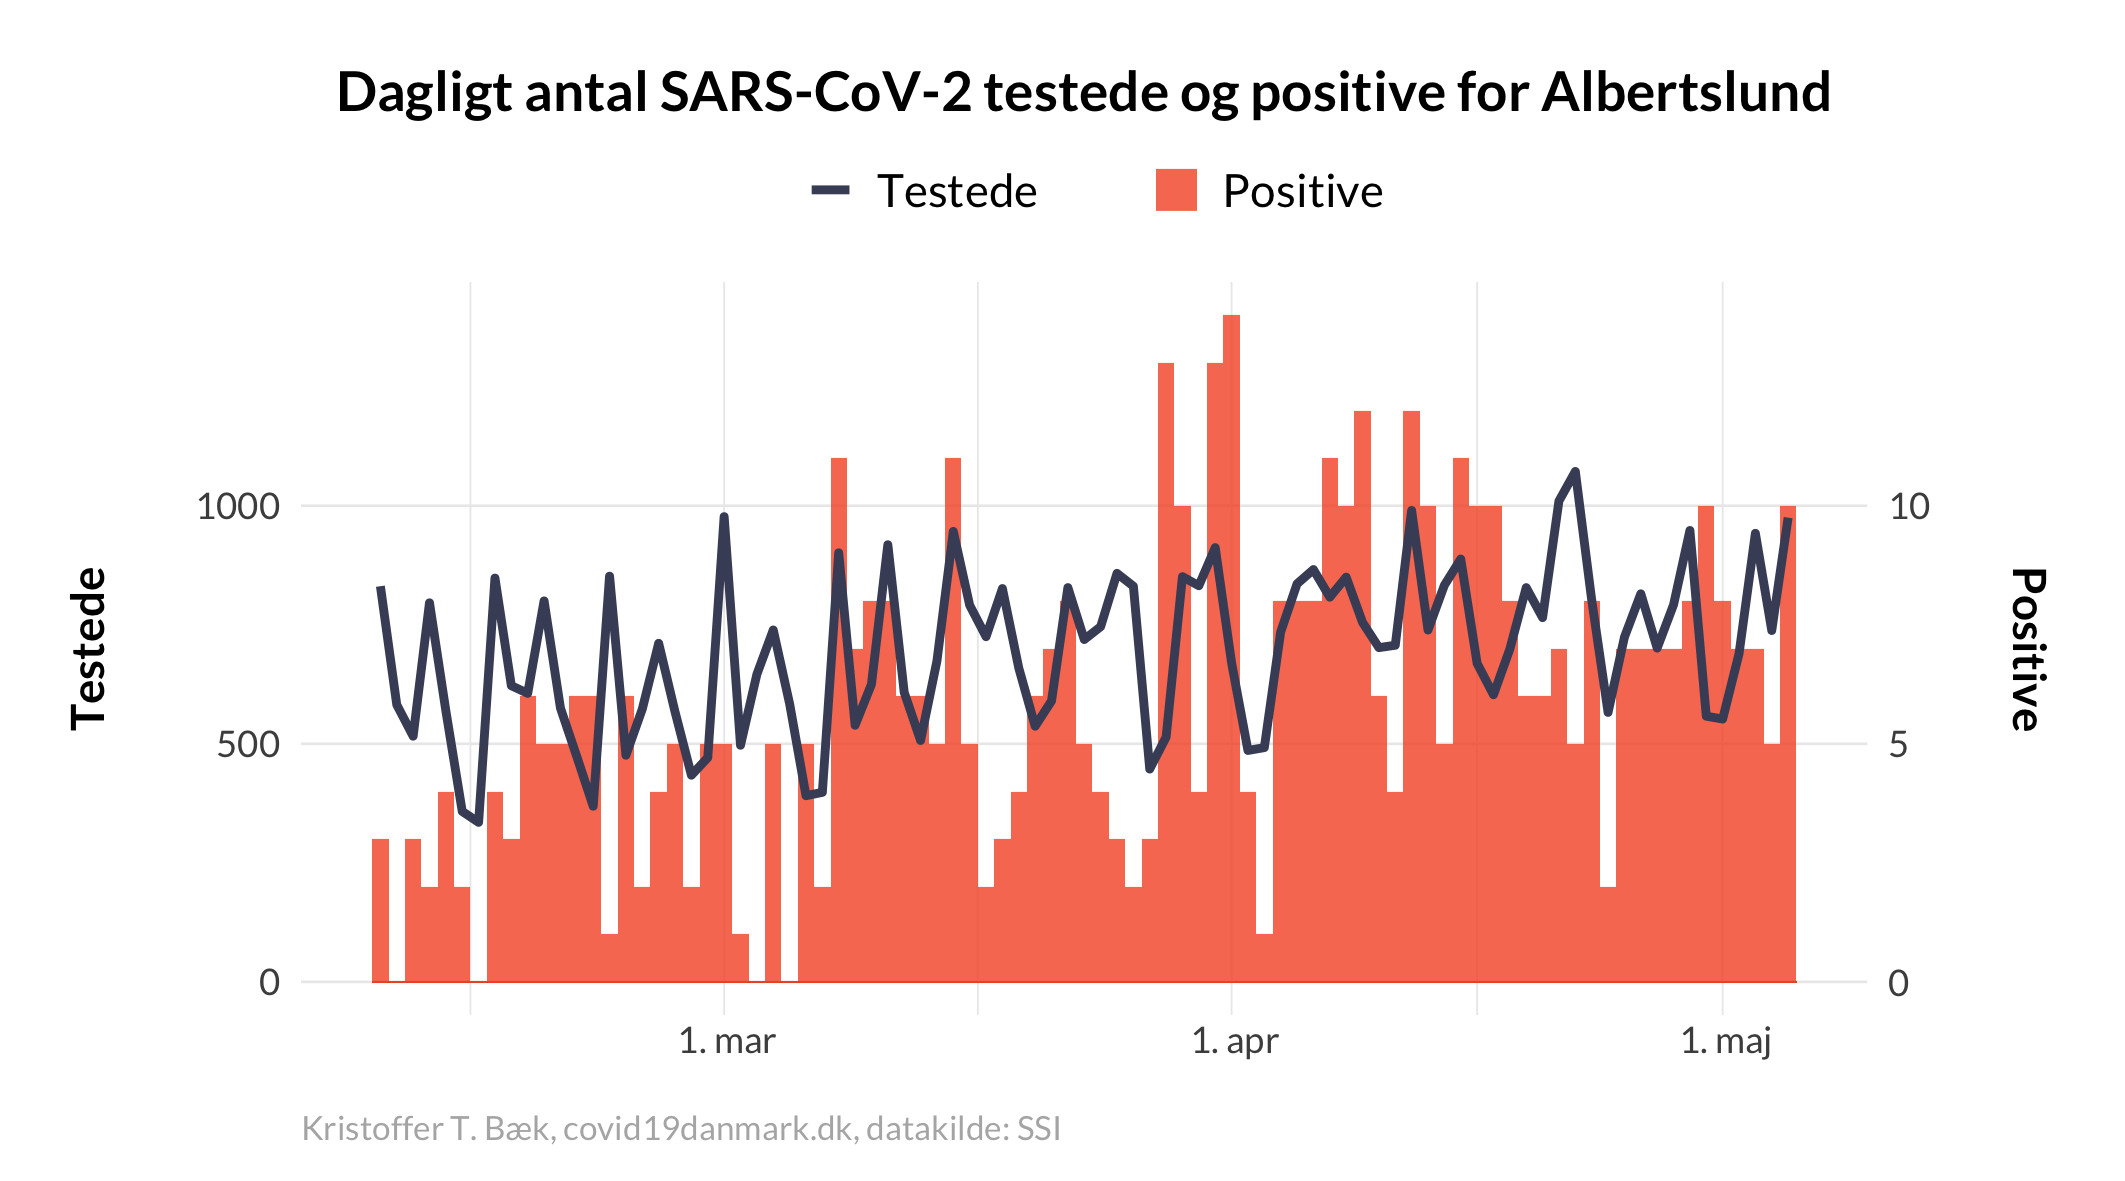 Dagligt antal SARS-CoV-2 testede og positive for Albertslund
Testede Positive
1000
500
0
10
5
0
Testede
Positive
1. mar 1. apr 1. maj
Kristoffer T. Bæk, covid19danmark.dk, datakilde: SSI